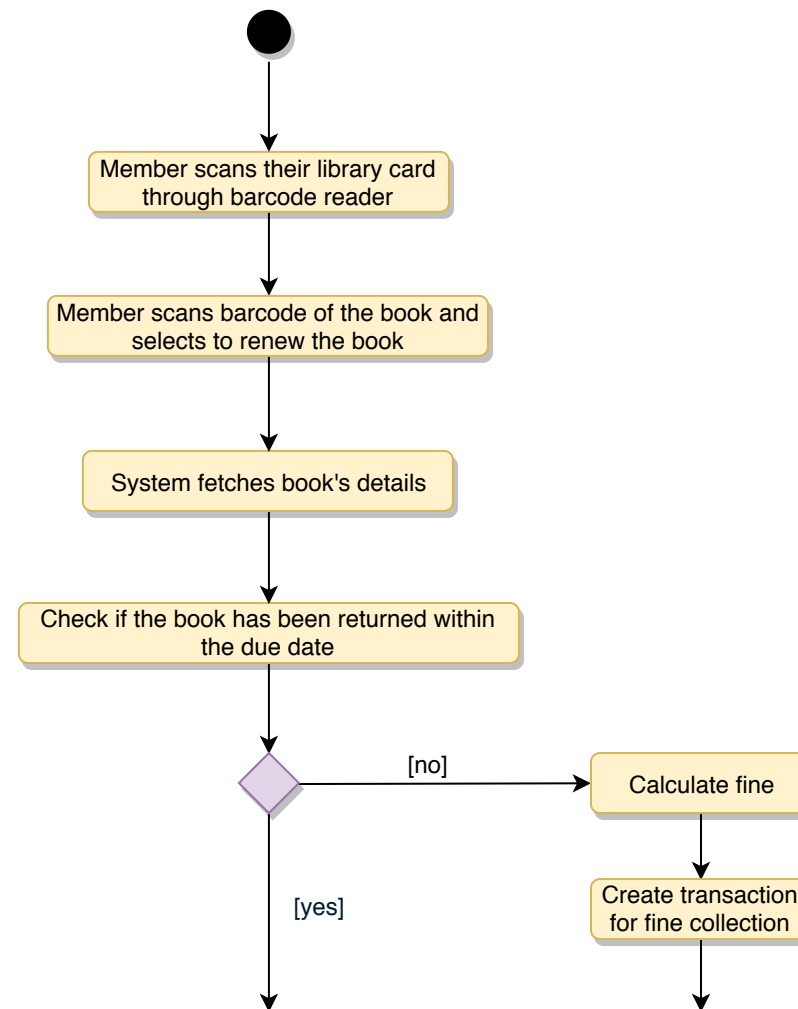 Member scans their library card
through barcode reader
Member scans barcode of the book and
selects to renew the book
System fetches book's details
Check if the book has been returned within
the due date
[no]
Calculate fine
[yes]
Create transaction
for fine collection